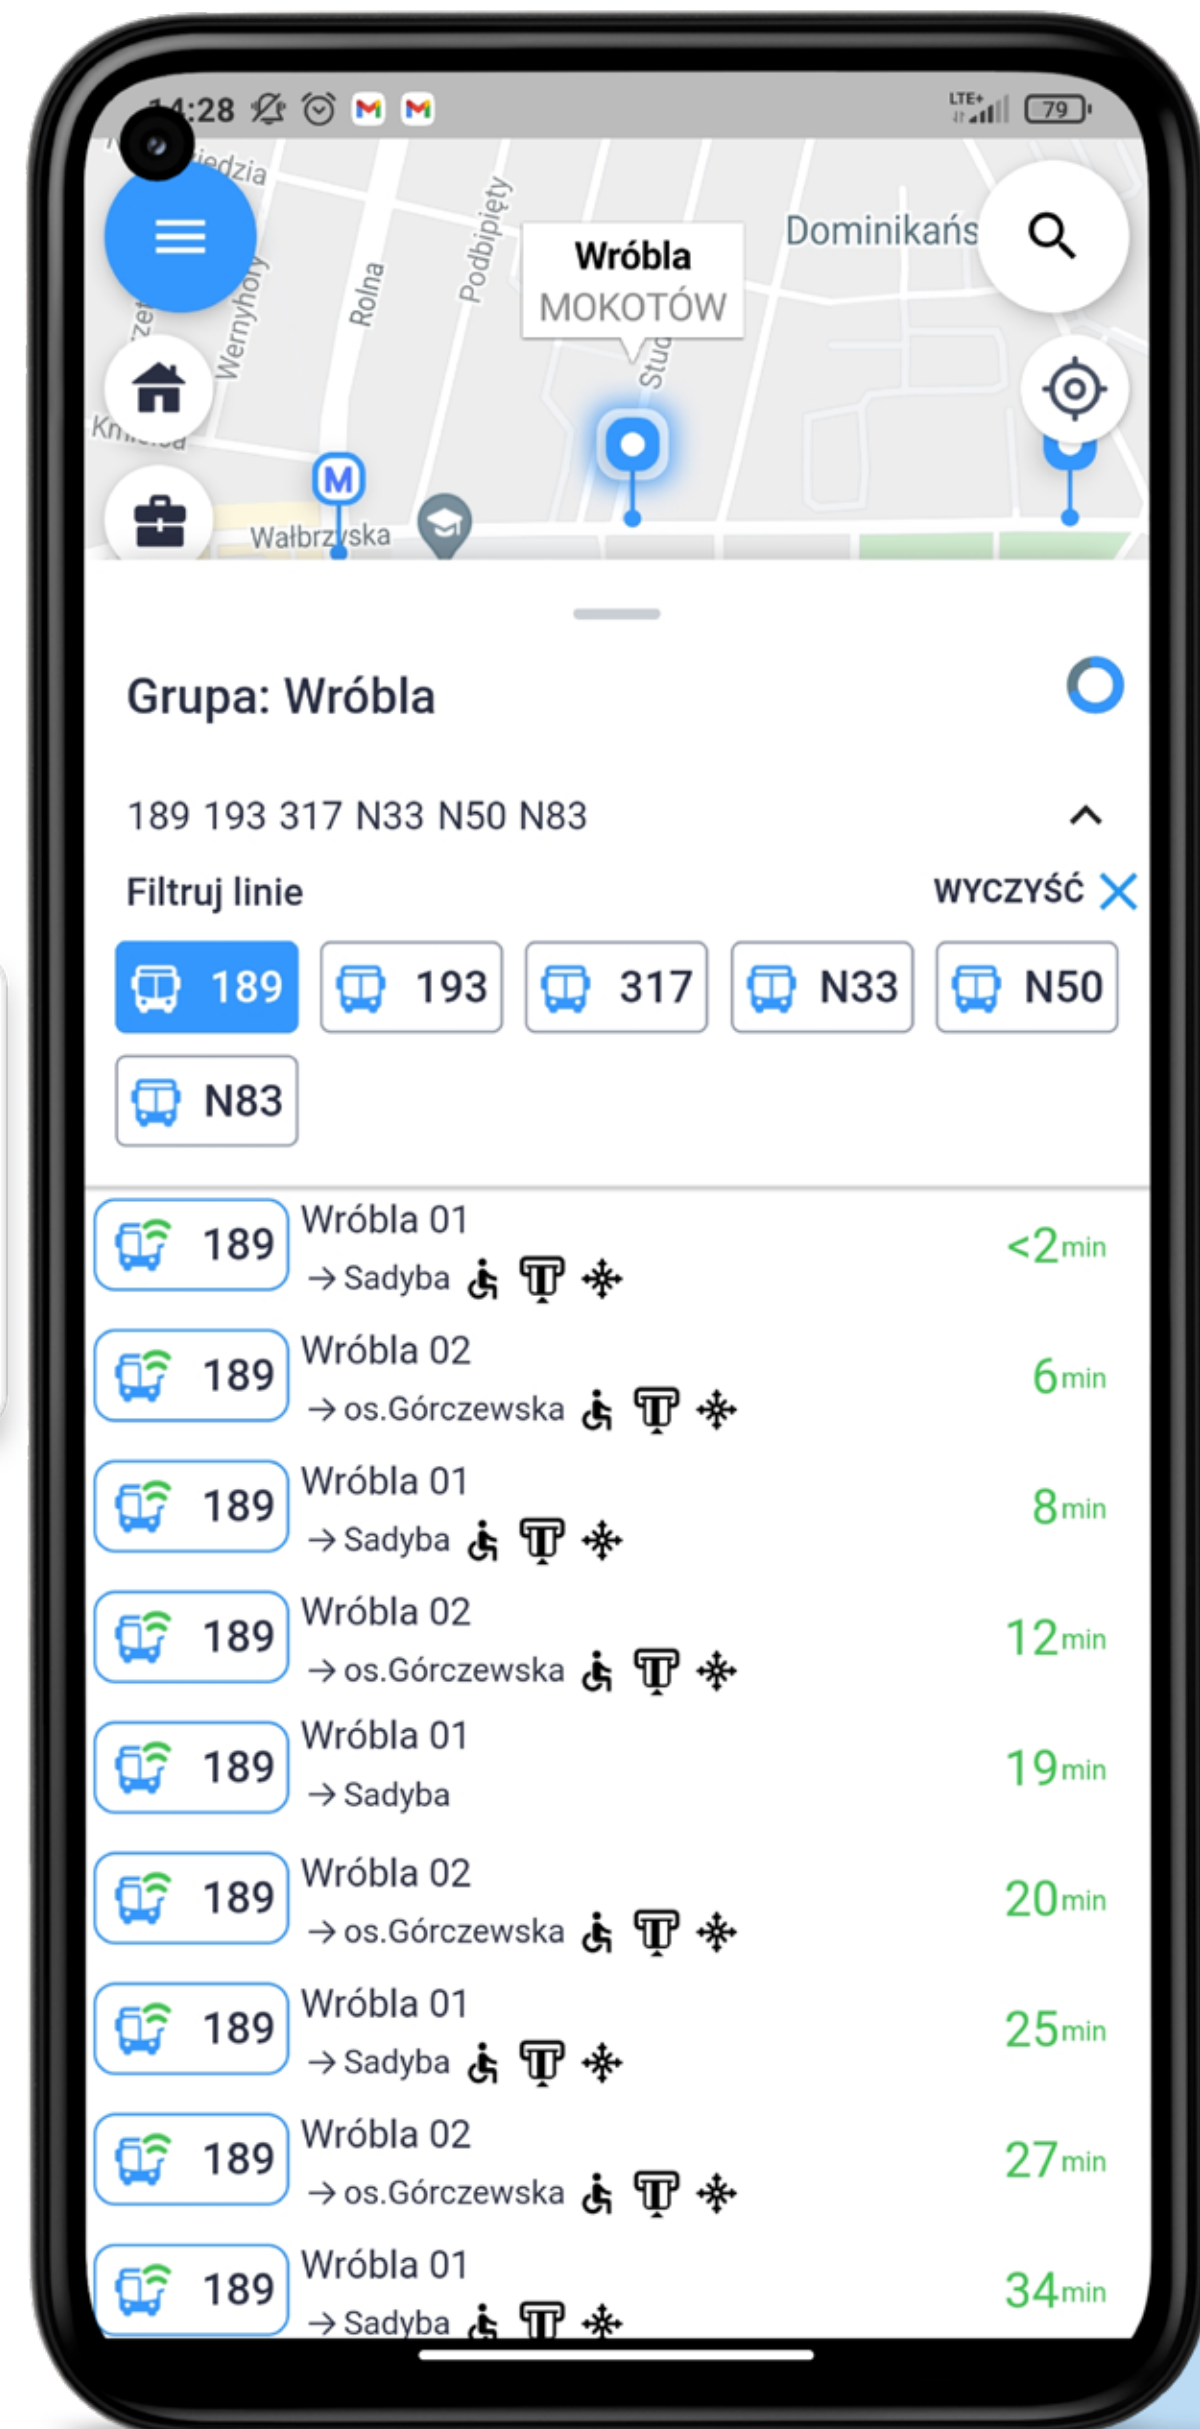 14:28
LTE+
79
Wernyhory
Rolna
Podbipięty
Wróbla
MOKOTÓW
Dominikańs
Stud
M
Wałbrzyska
Grupa: Wróbla
189 193 317 N33 N50 N83
Filtruj linie
WYCZYŚĆ
189 193 317 N33 N50
N83
189 Wróbla 01 <2min
→ Sadyba
189 Wróbla 02 6min
→ os.Górczewska
189 Wróbla 01 8min
→ Sadyba
189 Wróbla 02 12min
→ os.Górczewska
189 Wróbla 01 19min
→ Sadyba
189 Wróbla 02 20min
→ os.Górczewska
189 Wróbla 01 25min
→ Sadyba
189 Wróbla 02 27min
→ os.Górczewska
189 Wróbla 01 34min
→ Sadyba